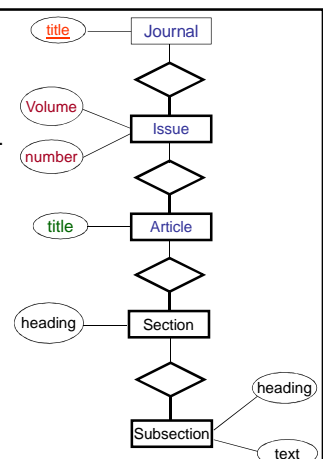 title
Journal
Volume
Issue
number
title
Article
heading
Section
heading
Subsection
text